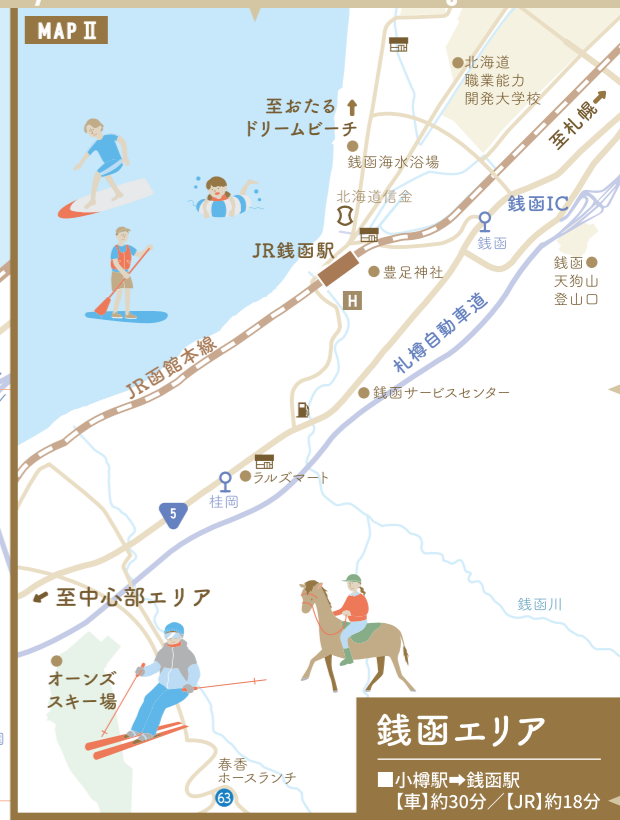 MAP Ⅱ
北海道
職業能力
開発大学校
至おたる
ドリームビーチ
至札幌
銭函海水浴場
北海道信金
銭函IC
銭函
JR銭函駅
豊足神社
銭函
天狗山
登山口
H
札樽自動車道
JR函館本線
銭函サービスセンター
ラルズマート
桂岡
5
至中心部エリア
銭函川
オーンズ
スキー場
春香
ホースランチ
63
銭函エリア
■小樽駅➡銭函駅
【車】約30分／【JR】約18分